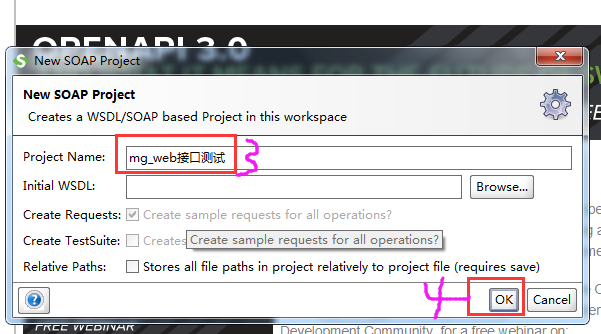 OPENAPI 3.0
New SOAP Project
New SOAP Project
Creates a WSDL/SOAP based Project in this workspace
Project Name: mg_web接口测试 3
Initial WSDL: Browse...
Create Requests: Create sample requests for all operations?
Create TestSuite: Creates
Create sample requests for all operations?
Relative Paths: Stores all file paths in project relatively to project file (requires save)
4 OK Cancel
FREE WEBINAR
Development Community, for a free webinar on: